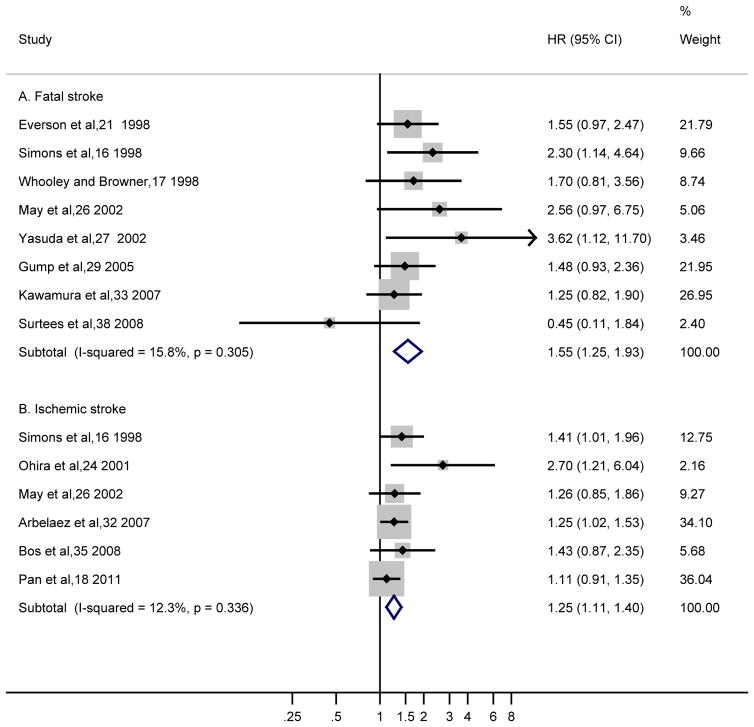 %
Study HR (95% CI) Weight
A. Fatal stroke
Everson et al,21 1998 1.55 (0.97, 2.47) 21.79
Simons et al,16 1998 2.30 (1.14, 4.64) 9.66
Whooley and Browner,17 1998 1.70 (0.81, 3.56) 8.74
May et al,26 2002 2.56 (0.97, 6.75) 5.06
Yasuda et al,27 2002 3.62 (1.12, 11.70) 3.46
Gump et al,29 2005 1.48 (0.93, 2.36) 21.95
Kawamura et al,33 2007 1.25 (0.82, 1.90) 26.95
Surtees et al,38 2008 0.45 (0.11, 1.84) 2.40
Subtotal (I-squared = 15.8%, p = 0.305) 1.55 (1.25, 1.93) 100.00
B. Ischemic stroke
Simons et al,16 1998 1.41 (1.01, 1.96) 12.75
Ohira et al,24 2001 2.70 (1.21, 6.04) 2.16
May et al,26 2002 1.26 (0.85, 1.86) 9.27
Arbelaez et al,32 2007 1.25 (1.02, 1.53) 34.10
Bos et al,35 2008 1.43 (0.87, 2.35) 5.68
Pan et al,18 2011 1.11 (0.91, 1.35) 36.04
Subtotal (I-squared = 12.3%, p = 0.336) 1.25 (1.11, 1.40) 100.00
.25 .5 1 1.5 2 3 4 6 8